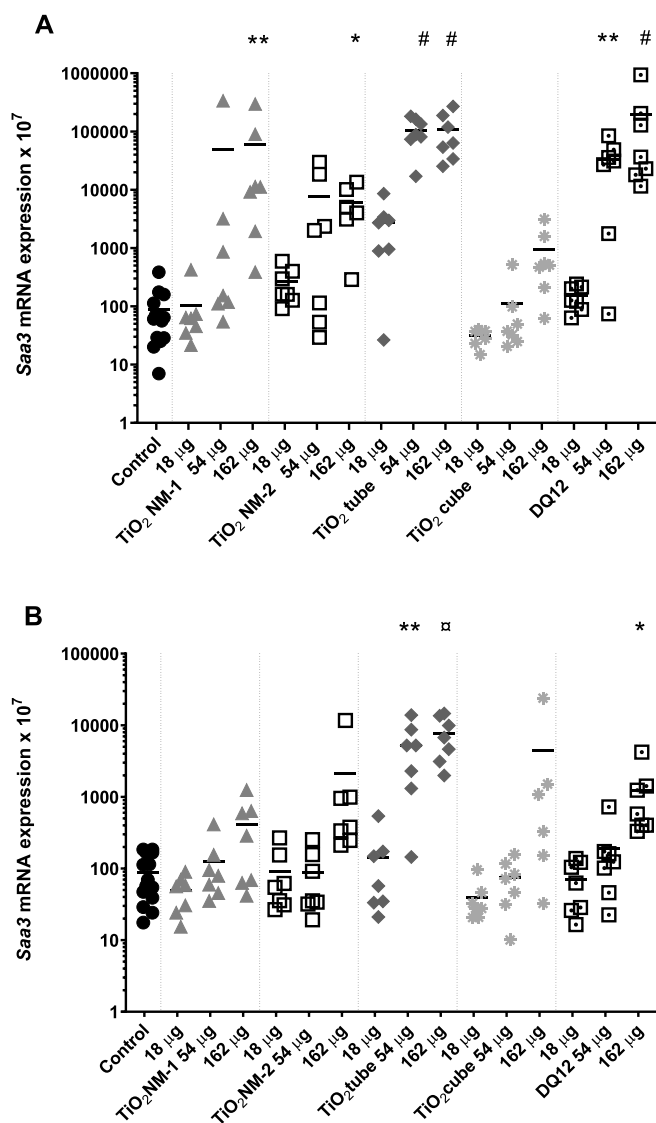 A
** * # # ** #
Saa3 mRNA expression x 10⁷
1000000
100000
10000
1000
100
10
1
Control
18 µg
TiO₂ NM-1 54 µg
162 µg
18 µg
TiO₂ NM-2 54 µg
162 µg
18 µg
TiO₂ tube 54 µg
162 µg
18 µg
TiO₂ cube 54 µg
162 µg
18 µg
DQ12 54 µg
162 µg
B
** ¤ *
Saa3 mRNA expression x 10⁷
100000
10000
1000
100
10
1
Control
18 µg
TiO₂NM-1 54 µg
162 µg
18 µg
TiO₂NM-2 54 µg
162 µg
18 µg
TiO₂tube 54 µg
162 µg
18 µg
TiO₂cube 54 µg
162 µg
18 µg
DQ12 54 µg
162 µg